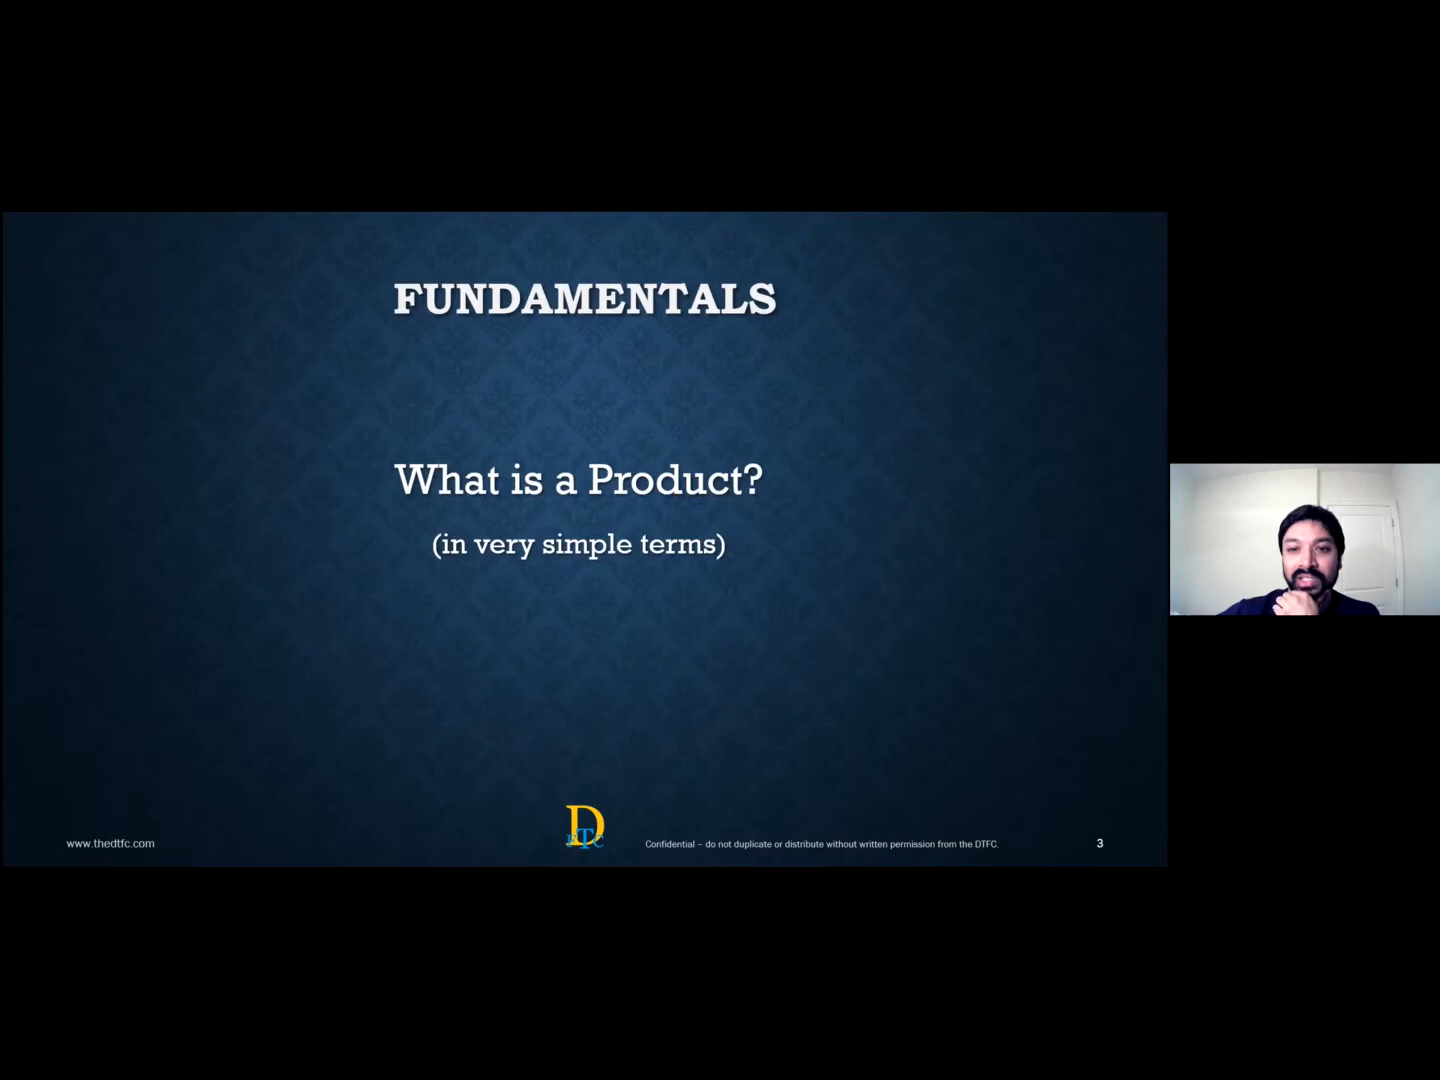 FUNDAMENTALS
What is a Product?
(in very simple terms)
www.thedtfc.com
D
FTC
Confidential – do not duplicate or distribute without written permission from the DTFC.
3